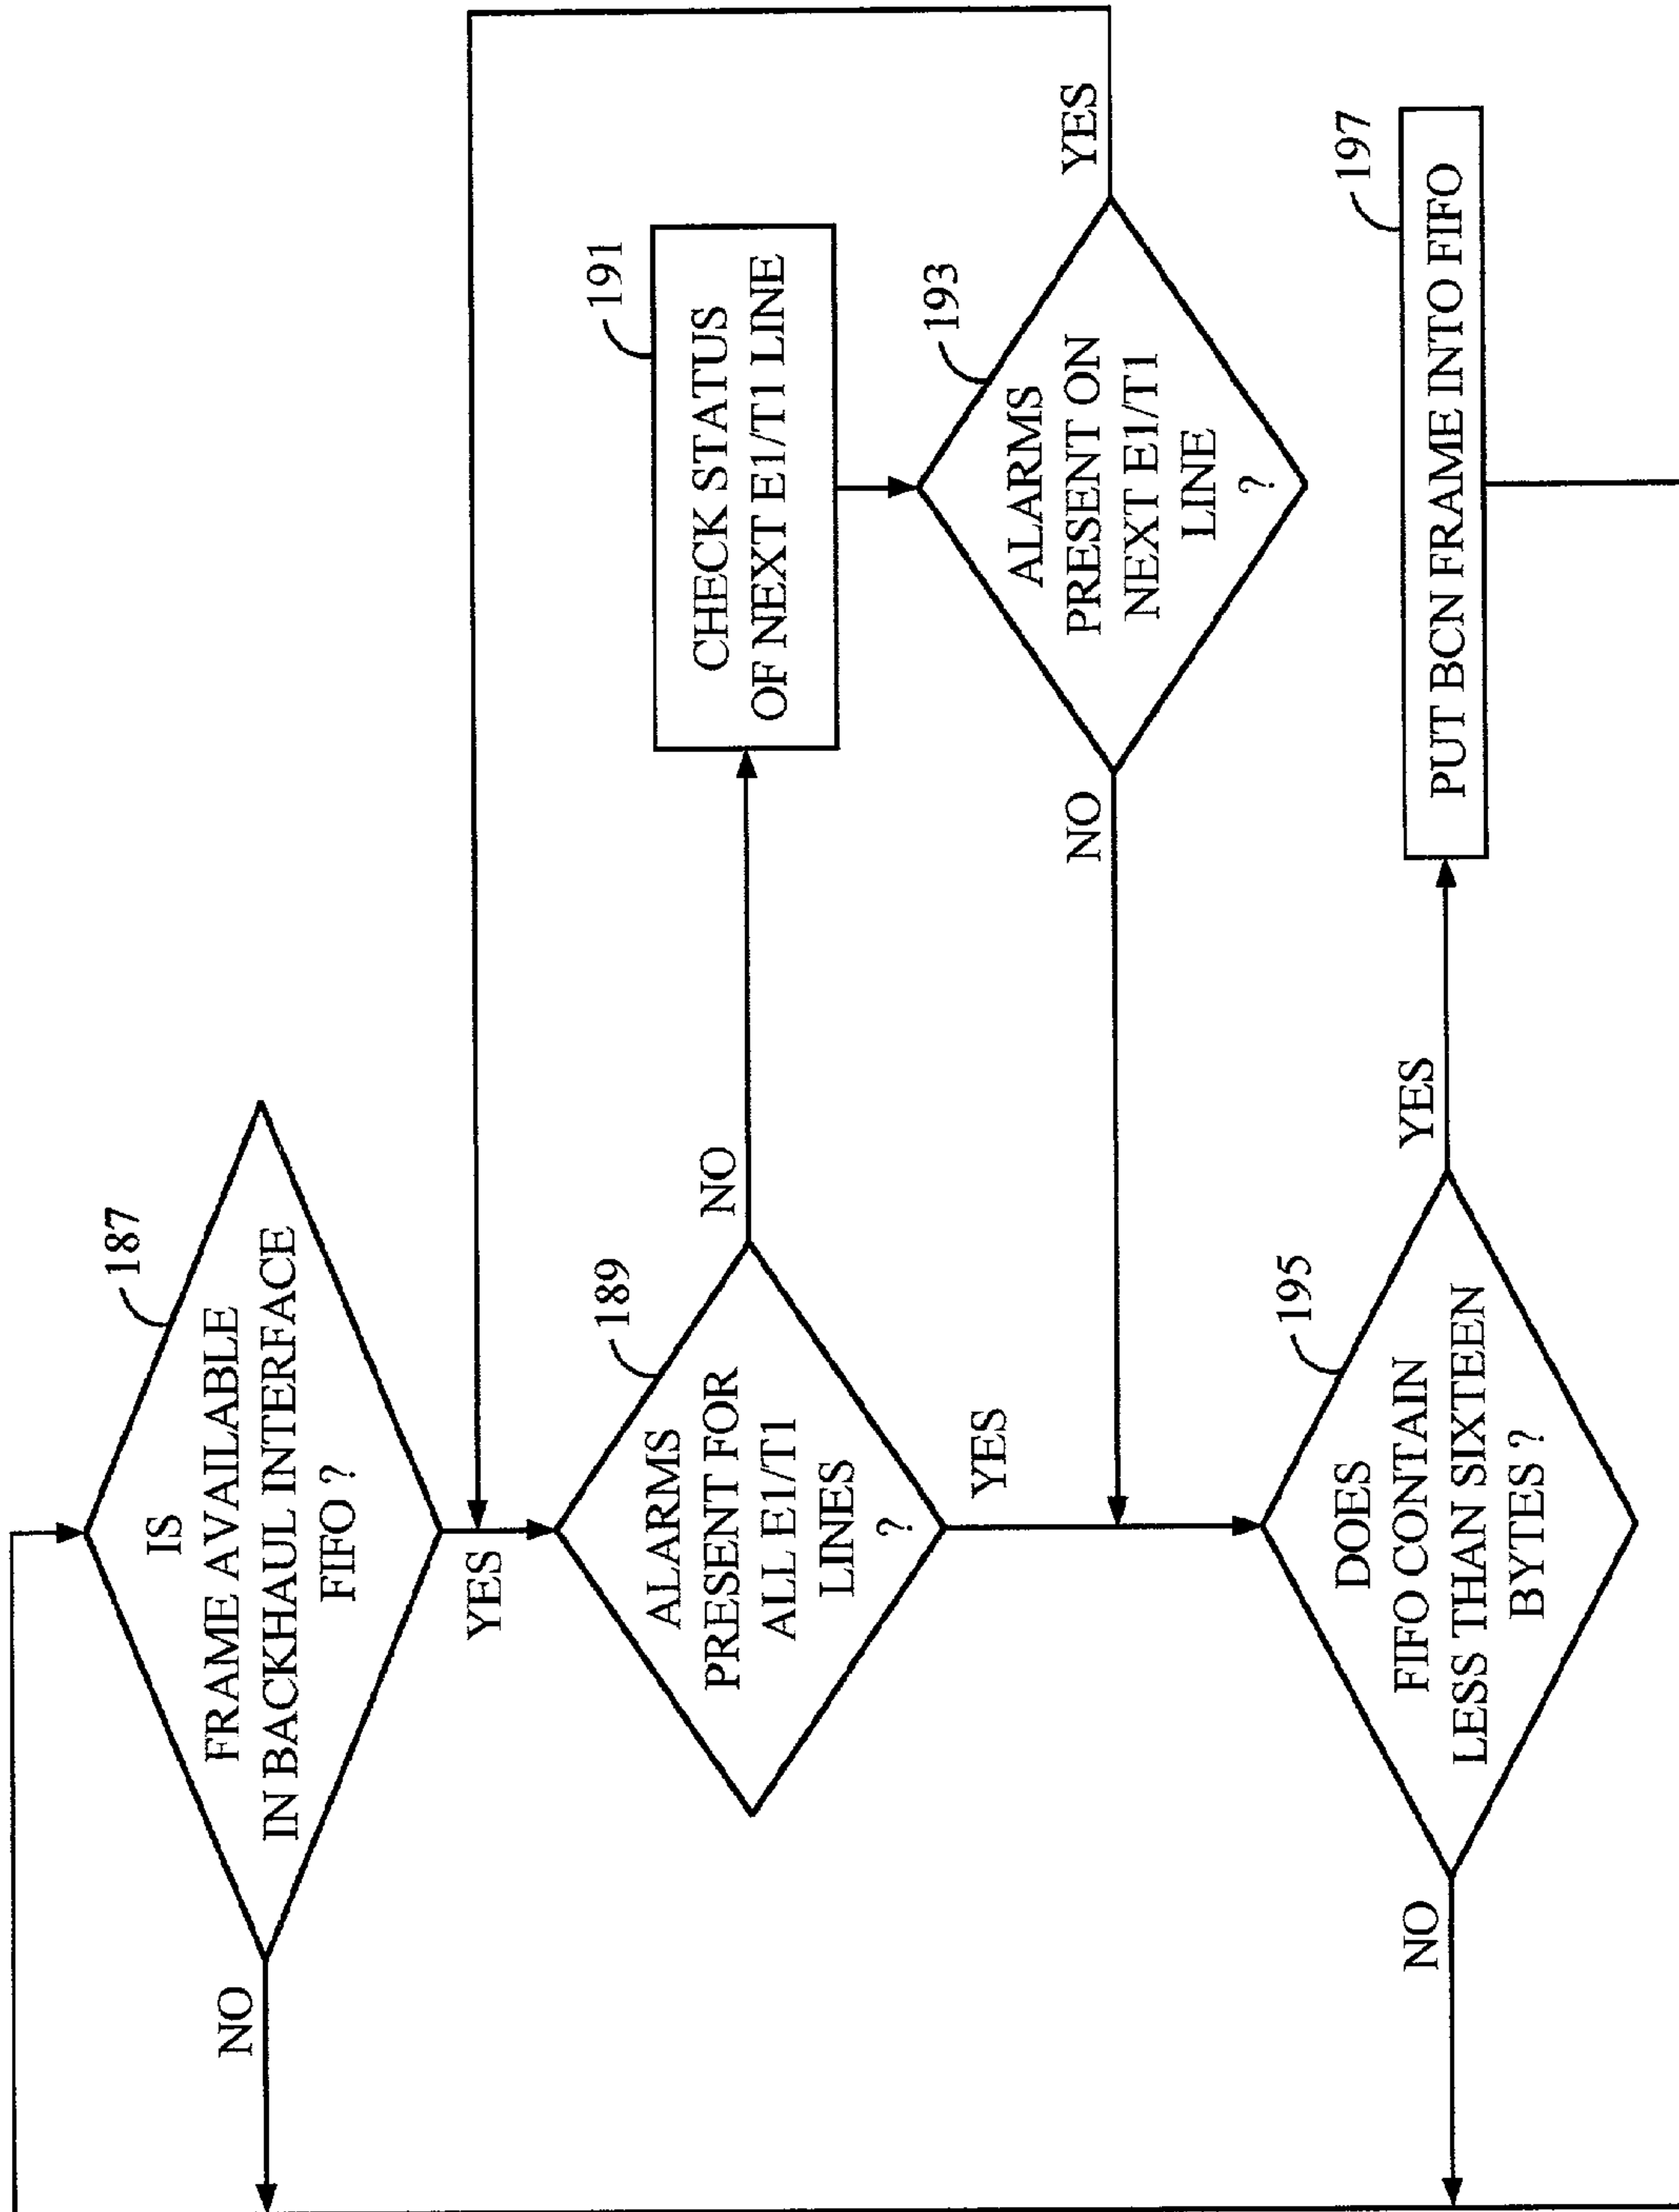 187
IS
FRAME AVAILABLE
IN BACKHAUL INTERFACE
FIFO ?
NO
YES
189
ALARMS
PRESENT FOR
ALL E1/T1
LINES
?
NO
YES
191
CHECK STATUS
OF NEXT E1/T1 LINE
193
ALARMS
PRESENT ON
NEXT E1/T1
LINE
?
YES
NO
195
DOES
FIFO CONTAIN
LESS THAN SIXTEEN
BYTES ?
NO
YES
197
PUT BCN FRAME INTO FIFO